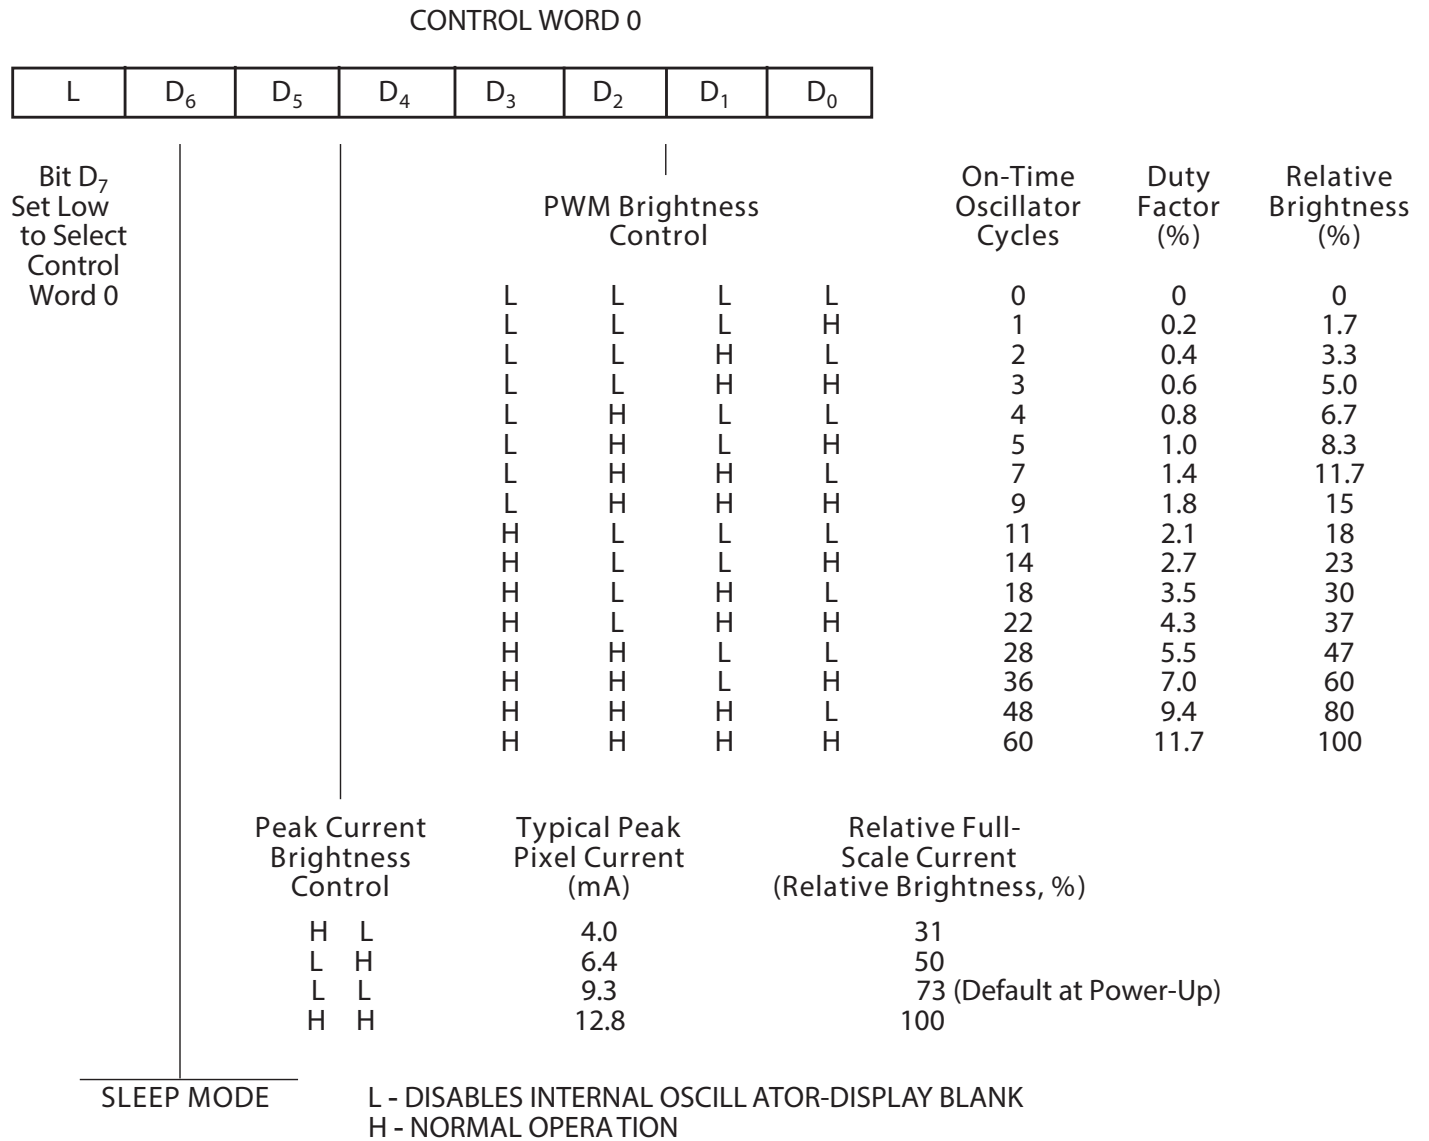 CONTROL WORD 0
L D6 D5 D4 D3 D2 D1 D0
Bit D7
Set Low
to Select
Control
Word 0
PWM Brightness
Control
On-Time
Oscillator
Cycles
Duty
Factor
(%)
Relative
Brightness
(%)
L L L L 0 0 0
L L L H 1 0.2 1.7
L L H L 2 0.4 3.3
L L H H 3 0.6 5.0
L H L L 4 0.8 6.7
L H L H 5 1.0 8.3
L H H L 7 1.4 11.7
L H H H 9 1.8 15
H L L L 11 2.1 18
H L L H 14 2.7 23
H L H L 18 3.5 30
H L H H 22 4.3 37
H H L L 28 5.5 47
H H L H 36 7.0 60
H H H L 48 9.4 80
H H H H 60 11.7 100
Peak Current
Brightness
Control
Typical Peak
Pixel Current
(mA)
Relative Full-
Scale Current
(Relative Brightness, %)
H L 4.0 31
L H 6.4 50
L L 9.3 73 (Default at Power-Up)
H H 12.8 100
SLEEP MODE
L - DISABLES INTERNAL OSCILL ATOR-DISPLAY BLANK
H - NORMAL OPERA TION